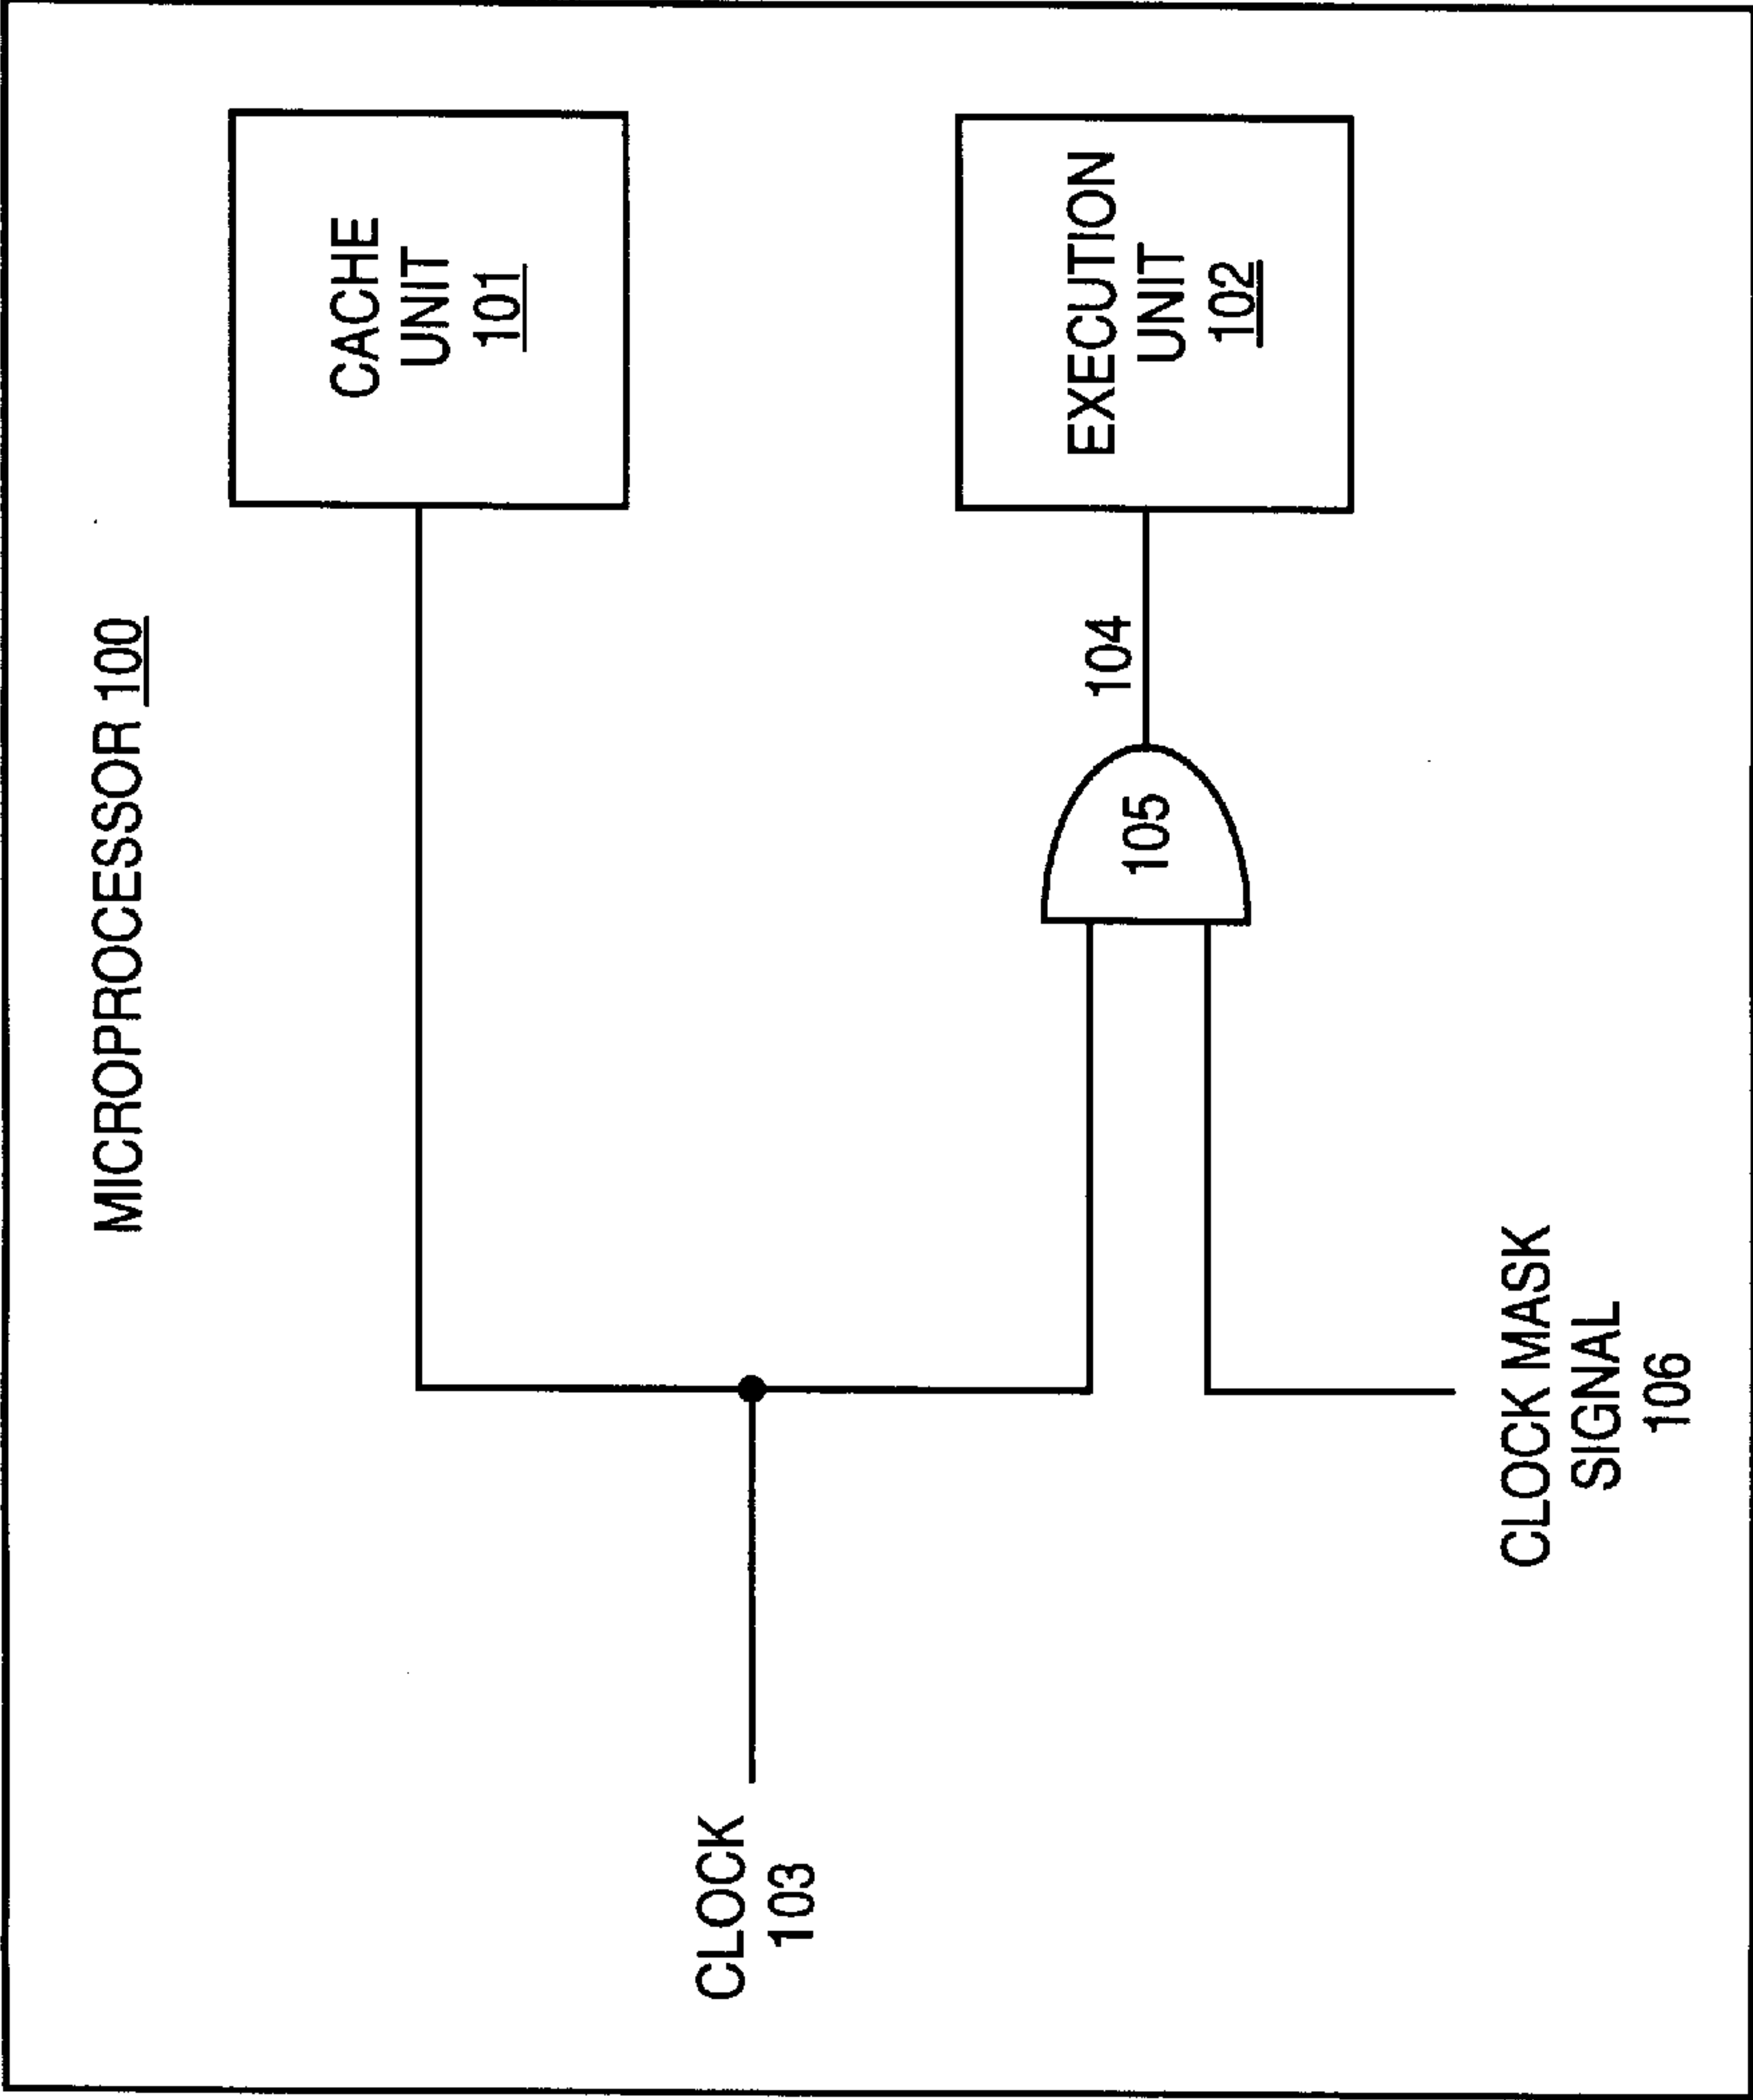 MICROPROCESSOR 100
CACHE
UNIT
101
CLOCK
103
104
105
EXECUTION
UNIT
102
CLOCK MASK
SIGNAL
106